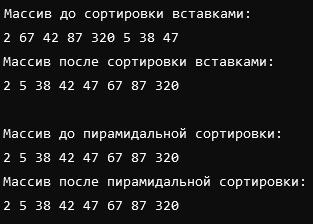 Массив до сортировки вставками:
2 67 42 87 320 5 38 47
Массив после сортировки вставками:
2 5 38 42 47 67 87 320
Массив до пирамидальной сортировки:
2 5 38 42 47 67 87 320
Массив после пирамидальной сортировки:
2 5 38 42 47 67 87 320